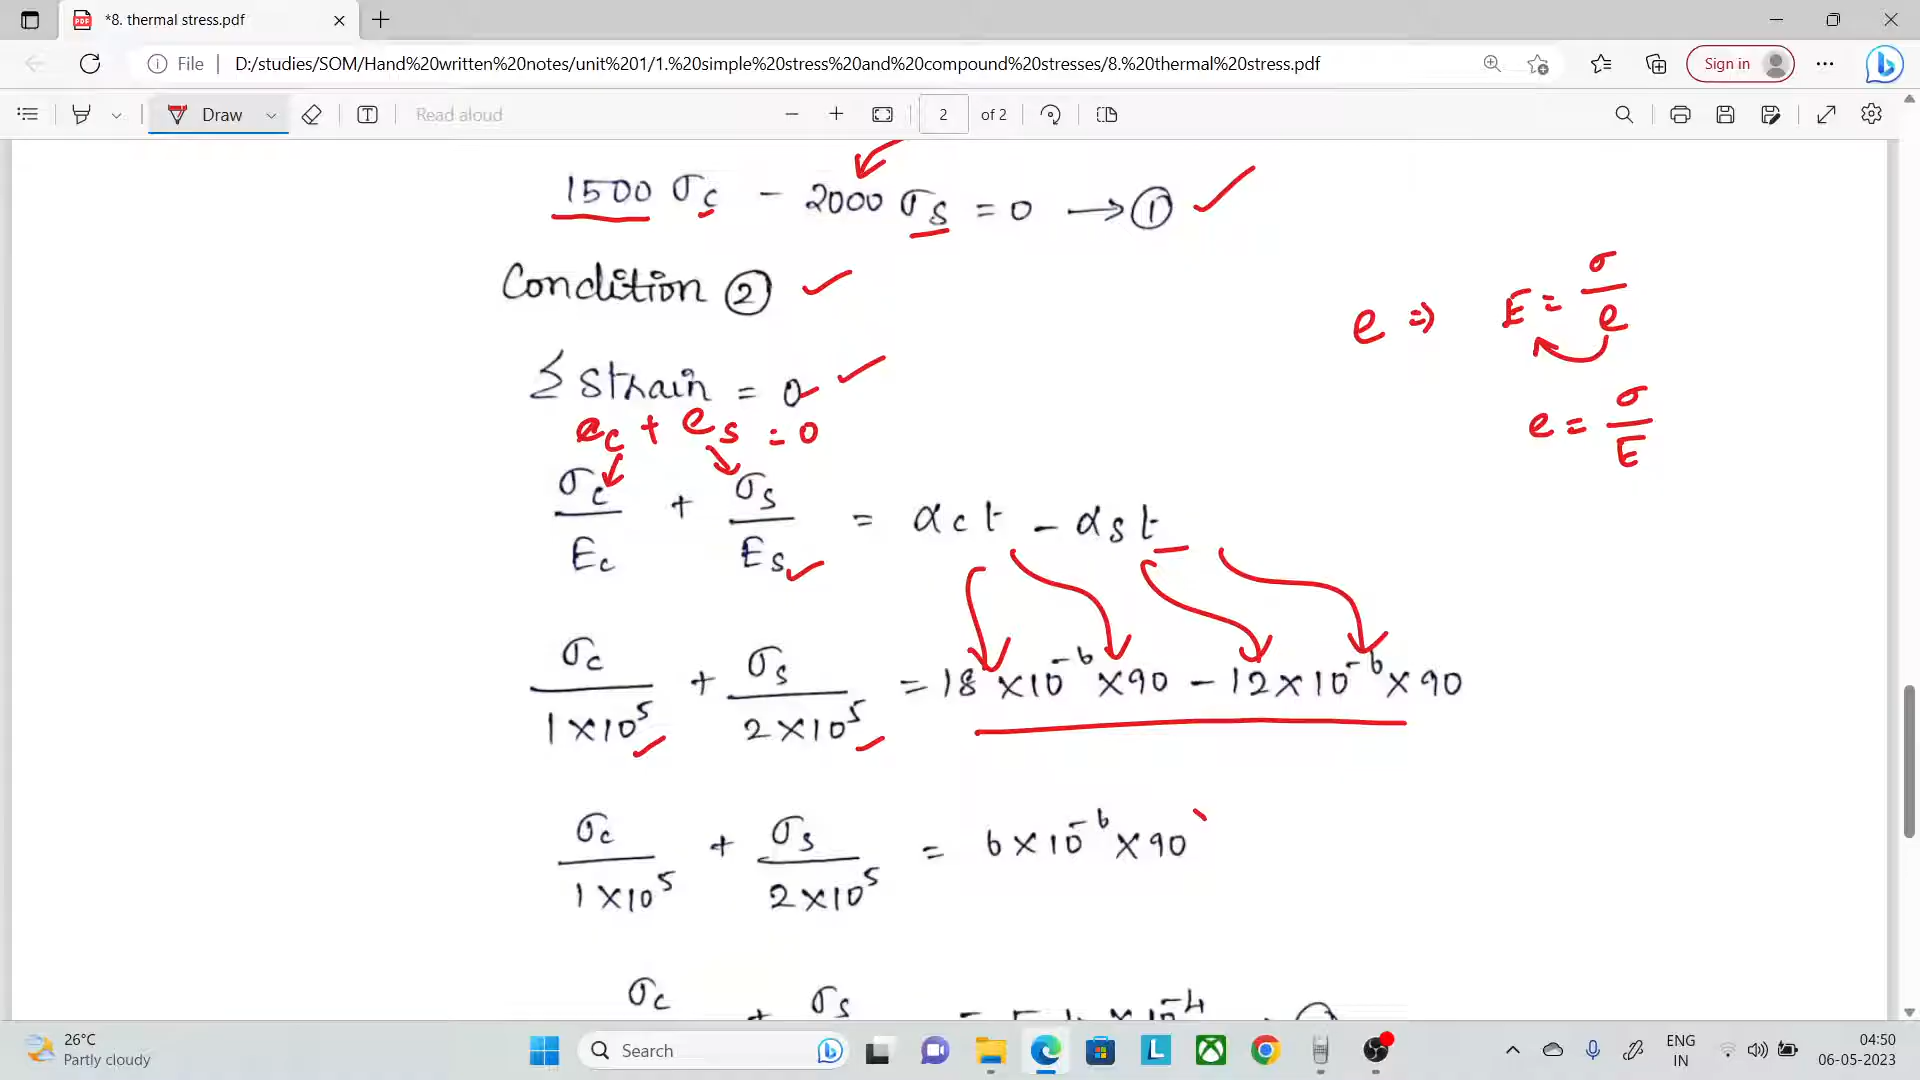 *8. thermal stress.pdf
File | D:/studies/SOM/Hand%20written%20notes/unit%201/1.%20simple%20stress%20and%20compound%20stresses/8.%20thermal%20stress.pdf
Sign in
Draw
Read aloud
2 of 2
1500 σc - 2000 σs = 0 → ①
Condition ②
e ⇒ E = σ/e
Σ Strain = 0
ec + es = 0
e = σ/E
σc/Ec + σs/Es = αct - αst
σc/1×10⁵ + σs/2×10⁵ = 18×10⁻⁶×90 - 12×10⁻⁶×90
σc/1×10⁵ + σs/2×10⁵ = 6×10⁻⁶×90
σc + σs
26°C
Partly cloudy
Search
ENG
IN
04:50
06-05-2023